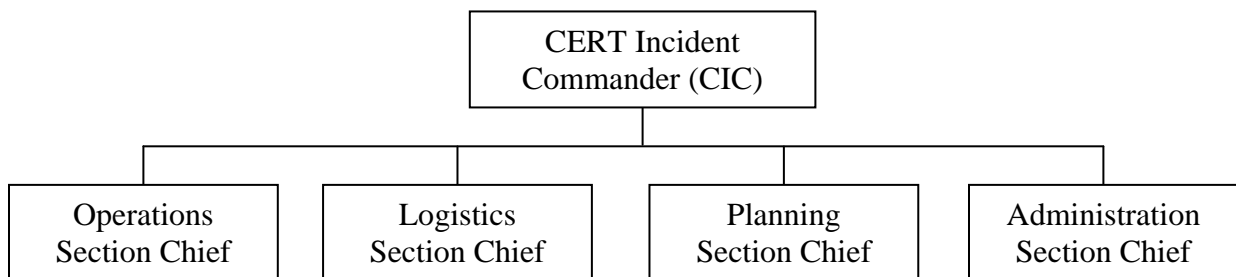 CERT Incident
Commander (CIC)
Operations
Section Chief
Logistics
Section Chief
Planning
Section Chief
Administration
Section Chief